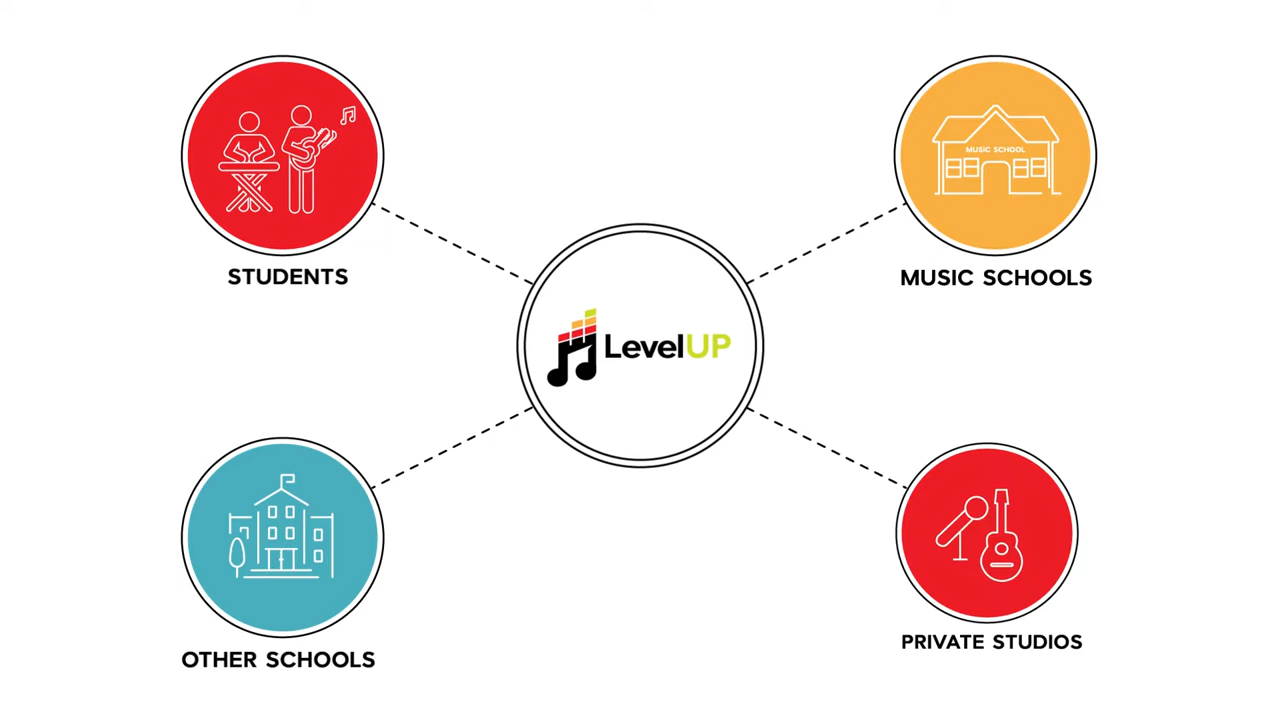 STUDENTS
MUSIC SCHOOL
MUSIC SCHOOLS
LevelUP
OTHER SCHOOLS
PRIVATE STUDIOS